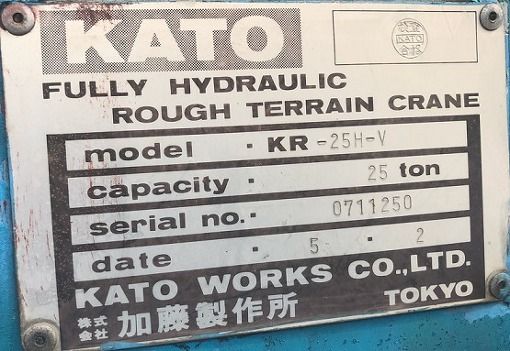 KATO
KATO
FULLY HYDRAULIC
ROUGH TERRAIN CRANE
model · KR -25H-V
capacity · 25 ton
serial no. · 0711250
date · 5 · 2
KATO WORKS CO.,LTD.
株式会社 加藤製作所 TOKYO